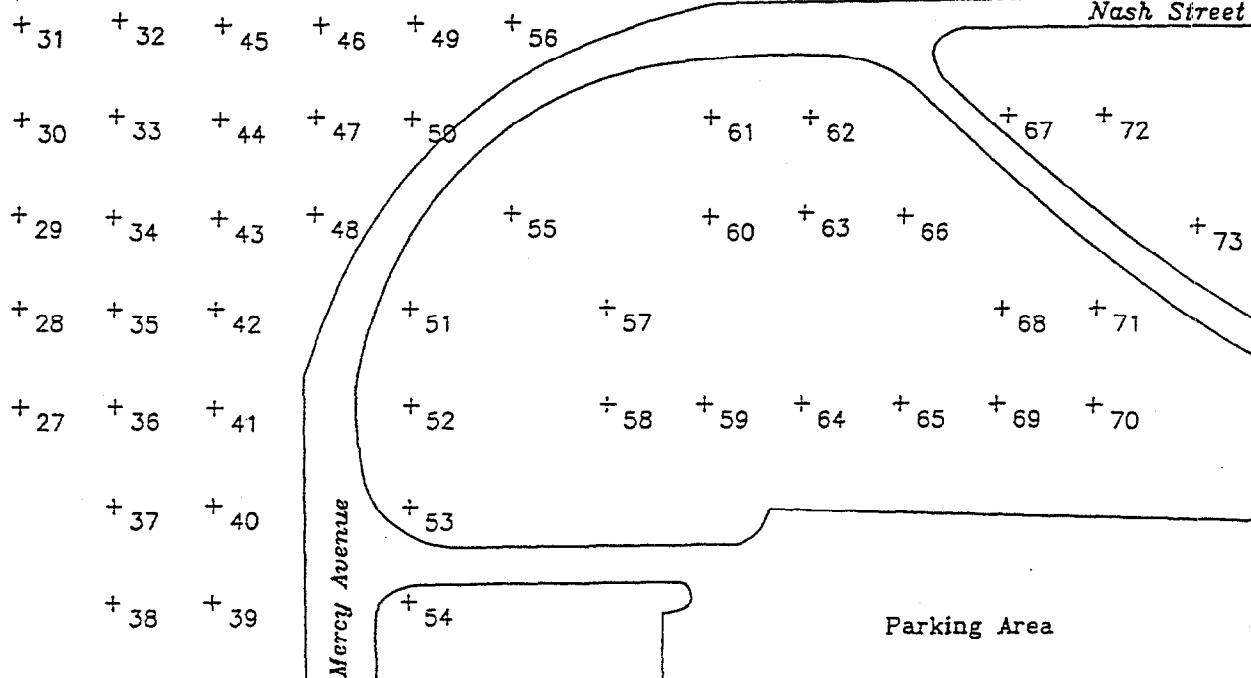 Nash Street
31 32 45 46 49 56
30 33 44 47 50 61 62 67 72
29 34 43 48 55 60 63 66 73
28 35 42 51 57 68 71
27 36 41 52 58 59 64 65 69 70
37 40 53
38 39 54
Mercy Avenue
Parking Area